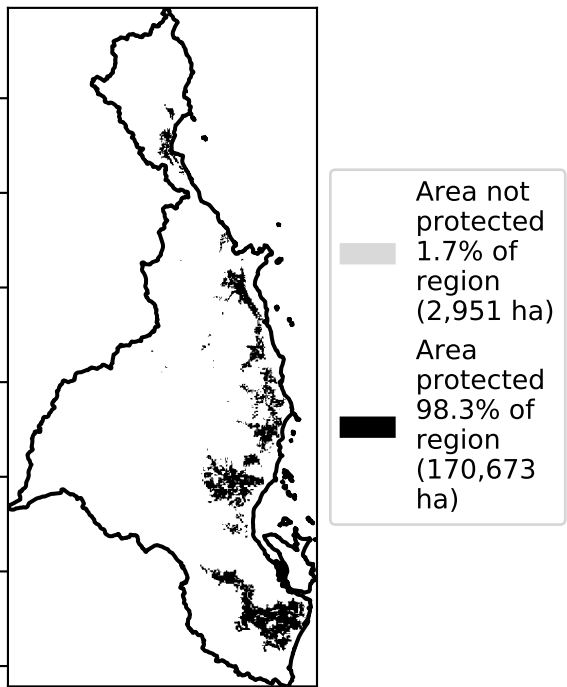 Area not
protected
1.7% of
region
(2,951 ha)
Area
protected
98.3% of
region
(170,673
ha)